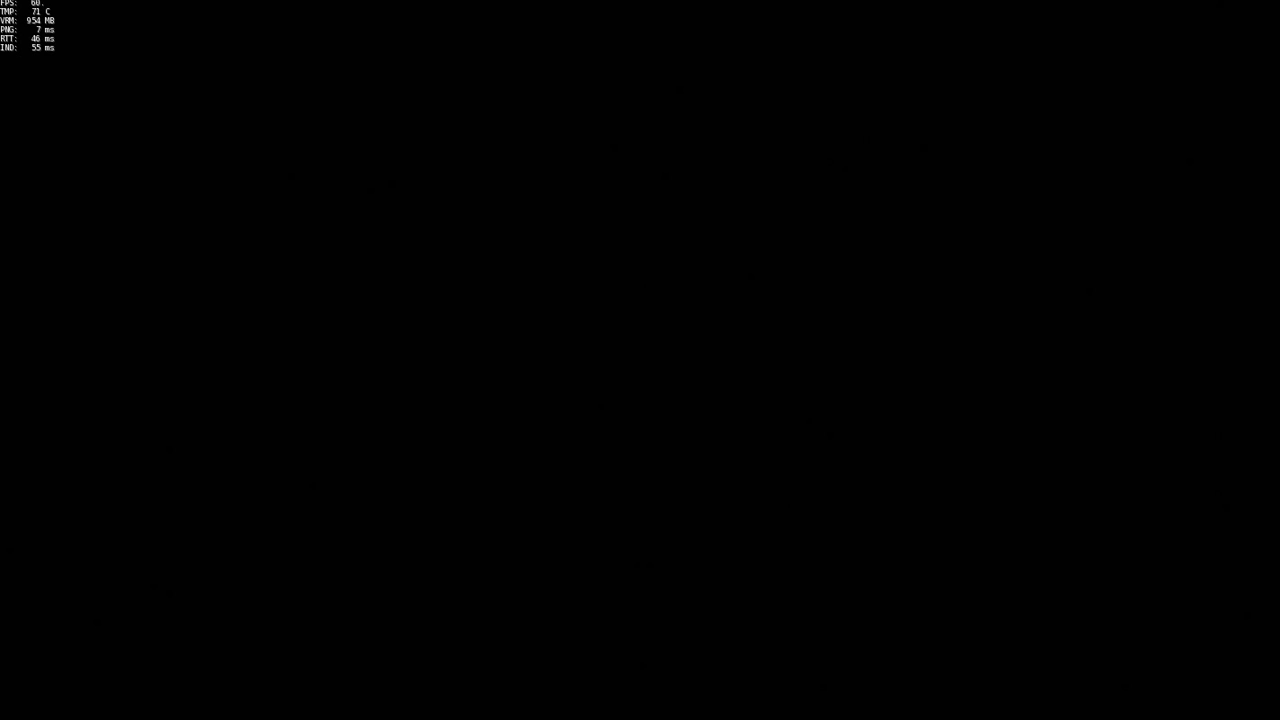 FPS: 60.
TMP: 71 C
VRM: 954 MB
PNG: 7 ms
RTT: 46 ms
IND: 55 ms